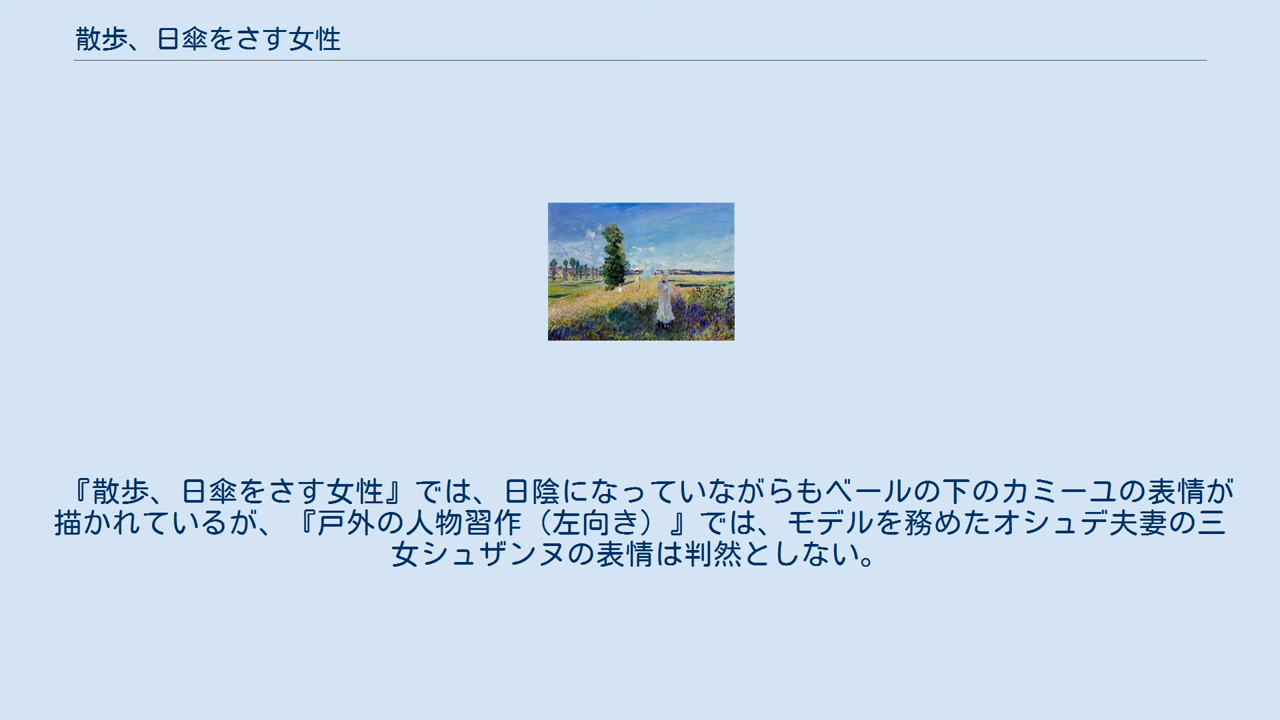 散歩、日傘をさす女性
『散歩、日傘をさす女性』では、日陰になっていながらもベールの下のカミーユの表情が
描かれているが、『戸外の人物習作（左向き）』では、モデルを務めたオシュデ夫妻の三
女シュザンヌの表情は判然としない。